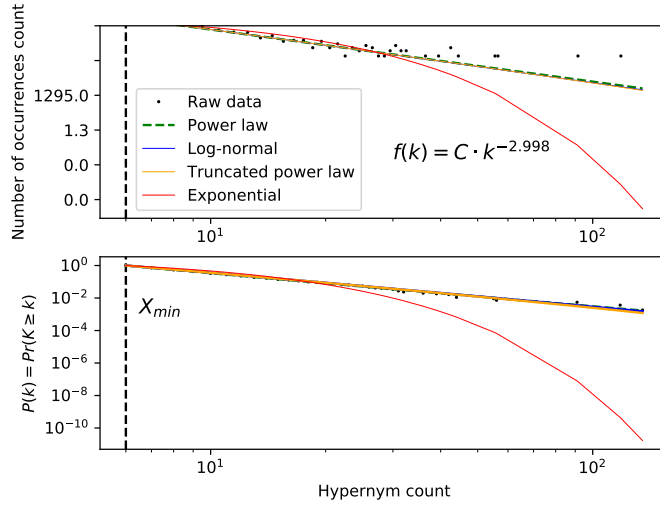 Number of occurrences count
1295.0
1.3
0.0
0.0
Raw data
Power law
Log-normal
Truncated power law
Exponential
f(k) = C · k^{-2.998}
10^1
10^2
P(k) = Pr(K ≥ k)
10^0
10^{-2}
10^{-4}
10^{-6}
10^{-8}
10^{-10}
X_{min}
10^1
10^2
Hypernym count